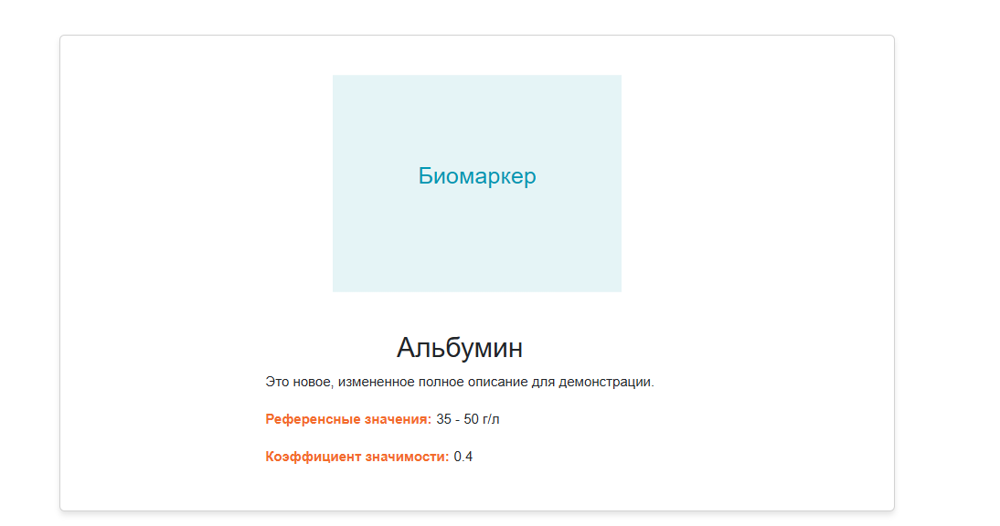 Биомаркер
Альбумин
Это новое, измененное полное описание для демонстрации.
Референсные значения: 35 - 50 г/л
Коэффициент значимости: 0.4